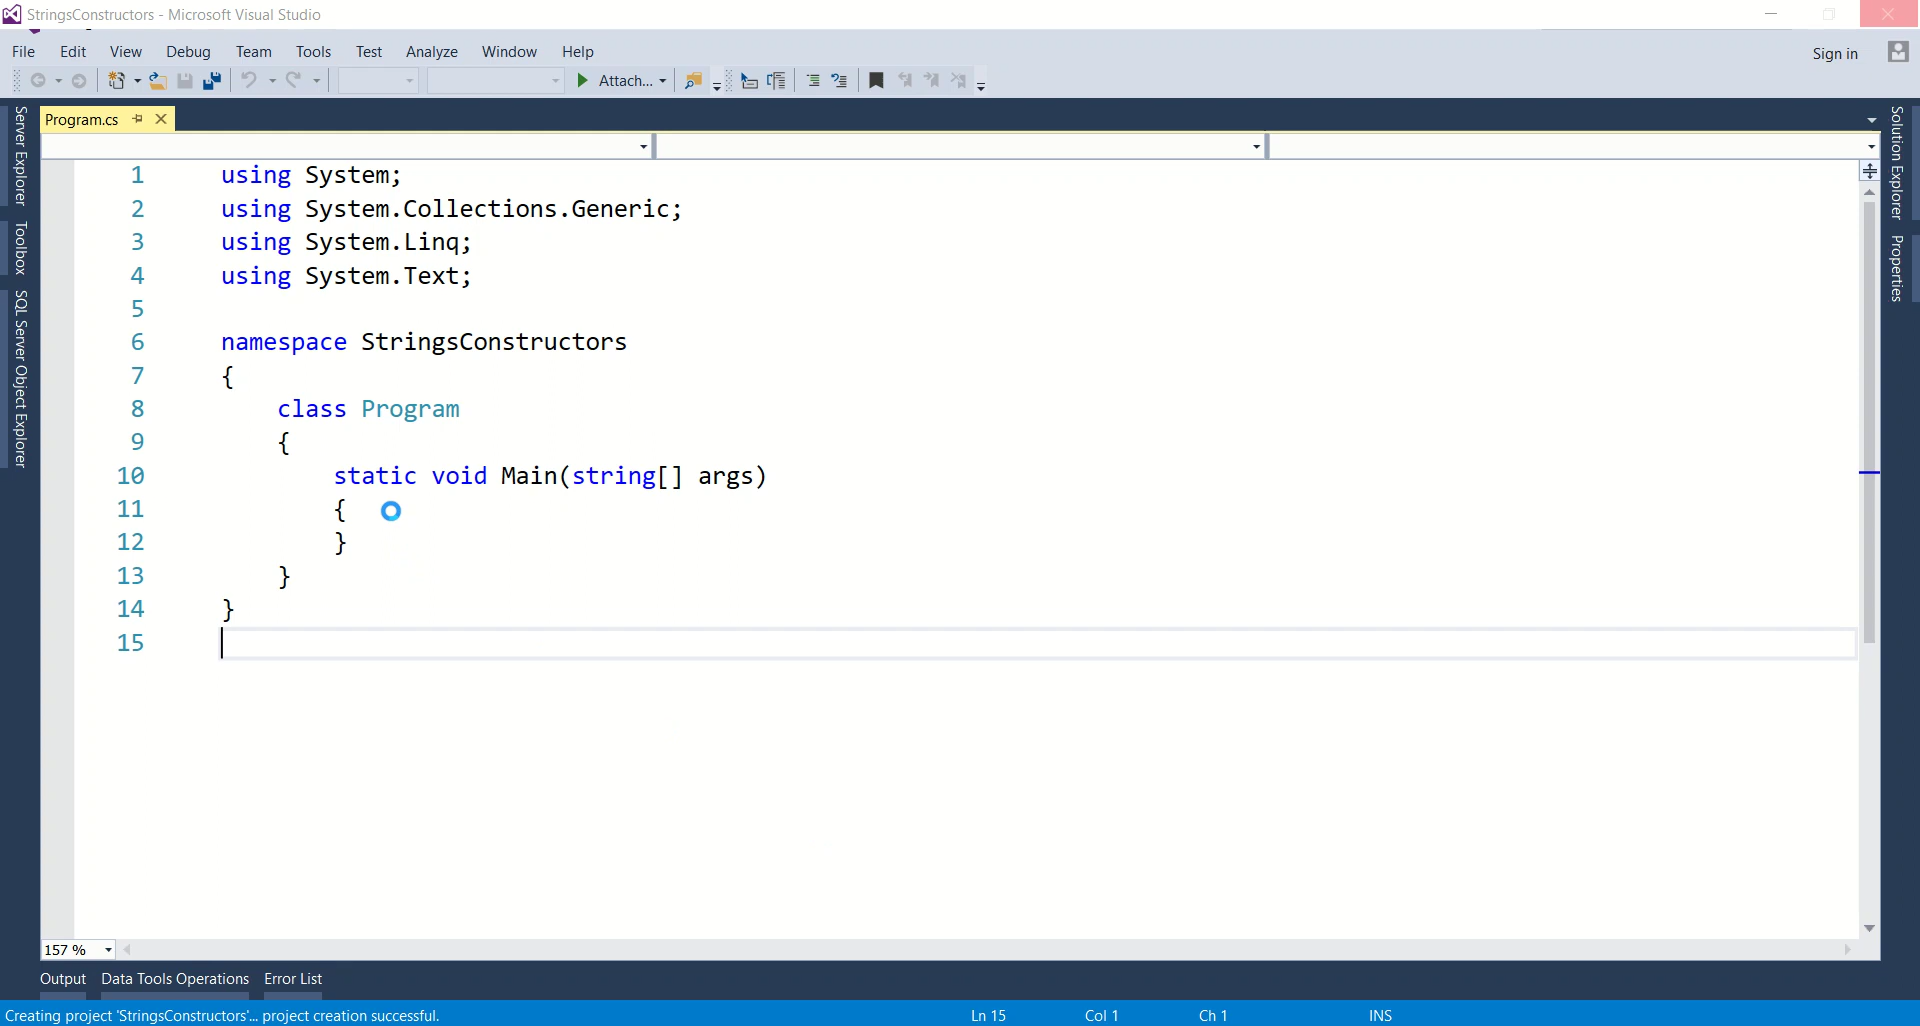 StringsConstructors - Microsoft Visual Studio
File Edit View Debug Team Tools Test Analyze Window Help
Sign in
Attach...
Server Explorer
Toolbox
SQL Server Object Explorer
Program.cs
Solution Explorer
Properties
1 using System;
2 using System.Collections.Generic;
3 using System.Linq;
4 using System.Text;
5
6 namespace StringsConstructors
7 {
8 class Program
9 {
10 static void Main(string[] args)
11 {
12 }
13 }
14 }
15
157 %
Output Data Tools Operations Error List
Creating project 'StringsConstructors'... project creation successful. Ln 15 Col 1 Ch 1 INS